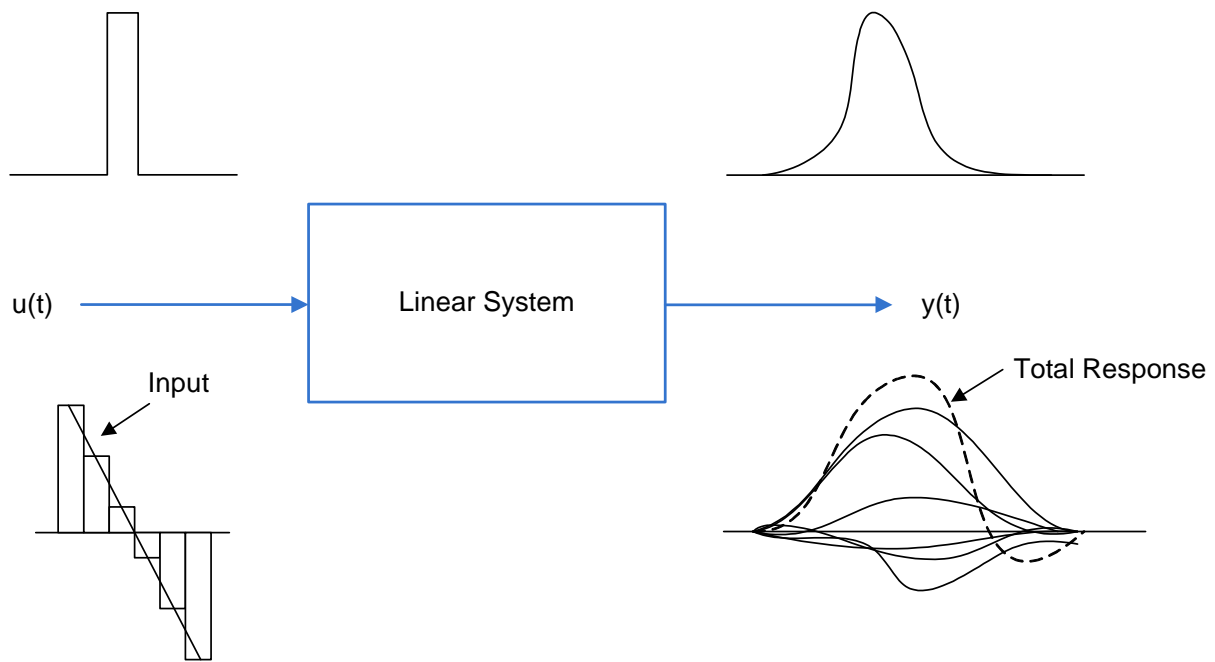 u(t)
Linear System
y(t)
Input
Total Response